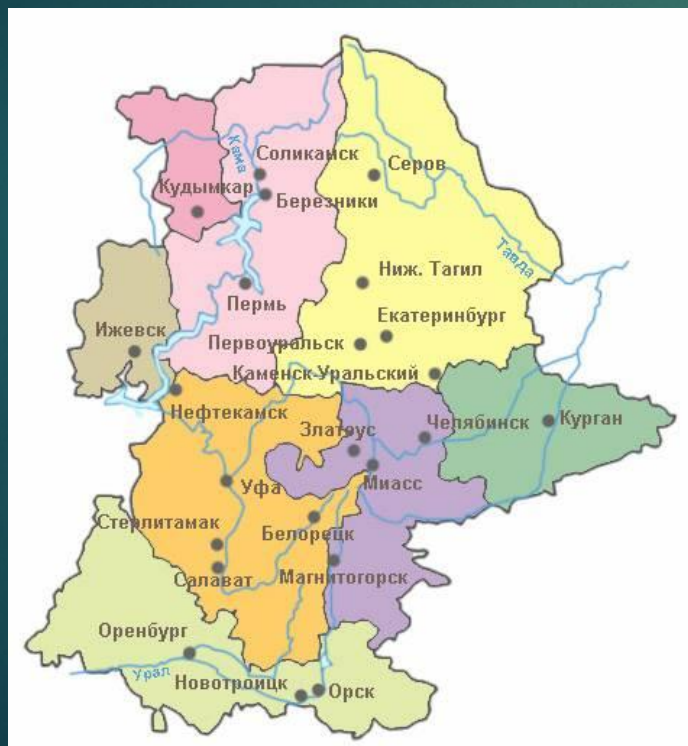 Кама
Соликамск
Серов
Кудымкар
Березники
Тавда
Ниж. Тагил
Пермь
Екатеринбург
Ижевск
Первоуральск
Каменск-Уральский
Нефтекамск
Челябинск
Курган
Златоус
Уфа
Миасс
Стерлитамак
Белорецк
Салават
Магнитогорск
Оренбург
Урал
Новотроицк
Орск